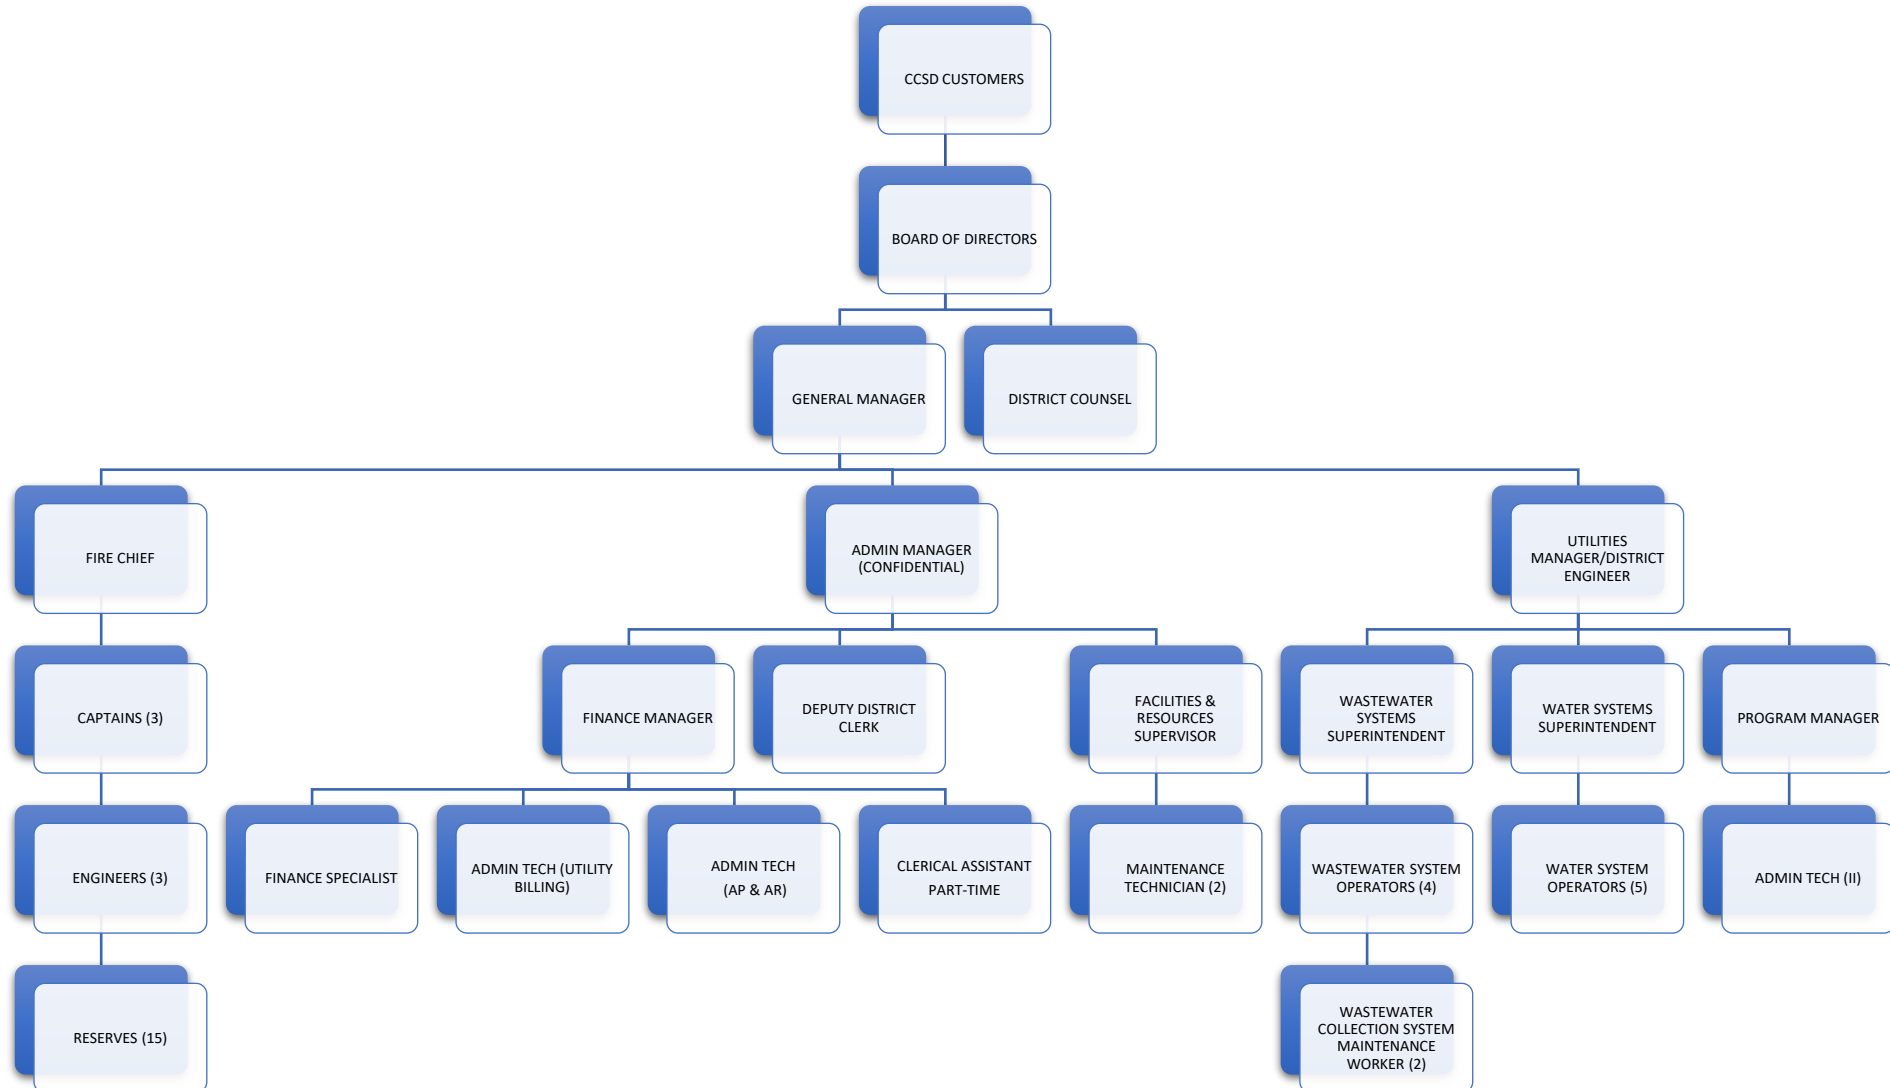 CCSD CUSTOMERS
BOARD OF DIRECTORS
GENERAL MANAGER
DISTRICT COUNSEL
FIRE CHIEF
ADMIN MANAGER
(CONFIDENTIAL)
UTILITIES
MANAGER/DISTRICT
ENGINEER
CAPTAINS (3)
FINANCE MANAGER
DEPUTY DISTRICT
CLERK
FACILITIES &
RESOURCES
SUPERVISOR
WASTEWATER
SYSTEMS
SUPERINTENDENT
WATER SYSTEMS
SUPERINTENDENT
PROGRAM MANAGER
ENGINEERS (3)
FINANCE SPECIALIST
ADMIN TECH (UTILITY
BILLING)
ADMIN TECH
(AP & AR)
CLERICAL ASSISTANT
PART-TIME
MAINTENANCE
TECHNICIAN (2)
WASTEWATER SYSTEM
OPERATORS (4)
WATER SYSTEM
OPERATORS (5)
ADMIN TECH (II)
RESERVES (15)
WASTEWATER
COLLECTION SYSTEM
MAINTENANCE
WORKER (2)